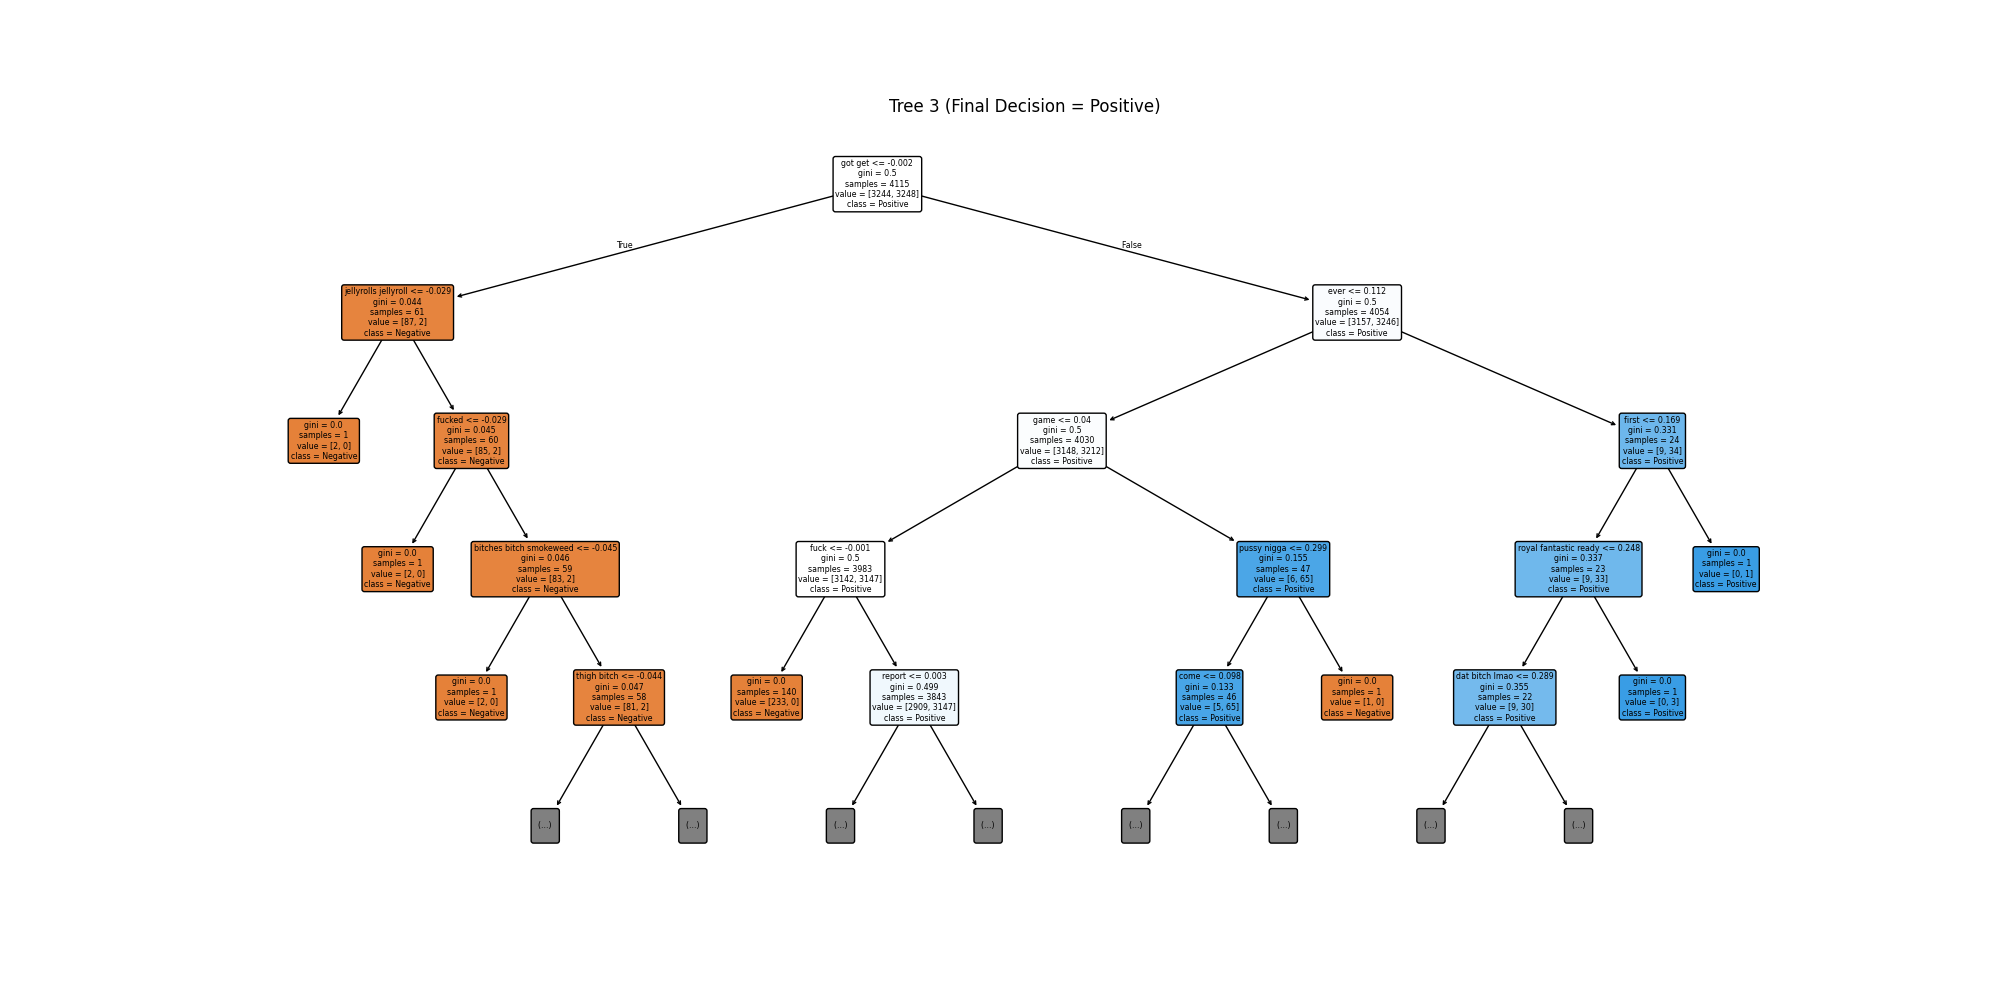 Tree 3 (Final Decision = Positive)
got get <= -0.002
gini = 0.5
samples = 4115
value = [3244, 3248]
class = Positive
True
False
jellyrolls jellyroll <= -0.029
gini = 0.044
samples = 61
value = [87, 2]
class = Negative
ever <= 0.112
gini = 0.5
samples = 4054
value = [3157, 3246]
class = Positive
gini = 0.0
samples = 1
value = [2, 0]
class = Negative
fucked <= -0.029
gini = 0.045
samples = 60
value = [85, 2]
class = Negative
game <= 0.04
gini = 0.5
samples = 4030
value = [3148, 3212]
class = Positive
first <= 0.169
gini = 0.331
samples = 24
value = [9, 34]
class = Positive
gini = 0.0
samples = 1
value = [2, 0]
class = Negative
bitches bitch smokeweed <= -0.045
gini = 0.046
samples = 59
value = [83, 2]
class = Negative
fuck <= -0.001
gini = 0.5
samples = 3983
value = [3142, 3147]
class = Positive
pussy nigga <= 0.299
gini = 0.155
samples = 47
value = [6, 65]
class = Positive
royal fantastic ready <= 0.248
gini = 0.337
samples = 23
value = [9, 33]
class = Positive
gini = 0.0
samples = 1
value = [0, 1]
class = Positive
gini = 0.0
samples = 1
value = [2, 0]
class = Negative
thigh bitch <= -0.044
gini = 0.047
samples = 58
value = [81, 2]
class = Negative
gini = 0.0
samples = 140
value = [233, 0]
class = Negative
report <= 0.003
gini = 0.499
samples = 3843
value = [2909, 3147]
class = Positive
come <= 0.098
gini = 0.133
samples = 46
value = [5, 65]
class = Positive
gini = 0.0
samples = 1
value = [1, 0]
class = Negative
dat bitch lmao <= 0.289
gini = 0.355
samples = 22
value = [9, 30]
class = Positive
gini = 0.0
samples = 1
value = [0, 3]
class = Positive
(...)
(...)
(...)
(...)
(...)
(...)
(...)
(...)